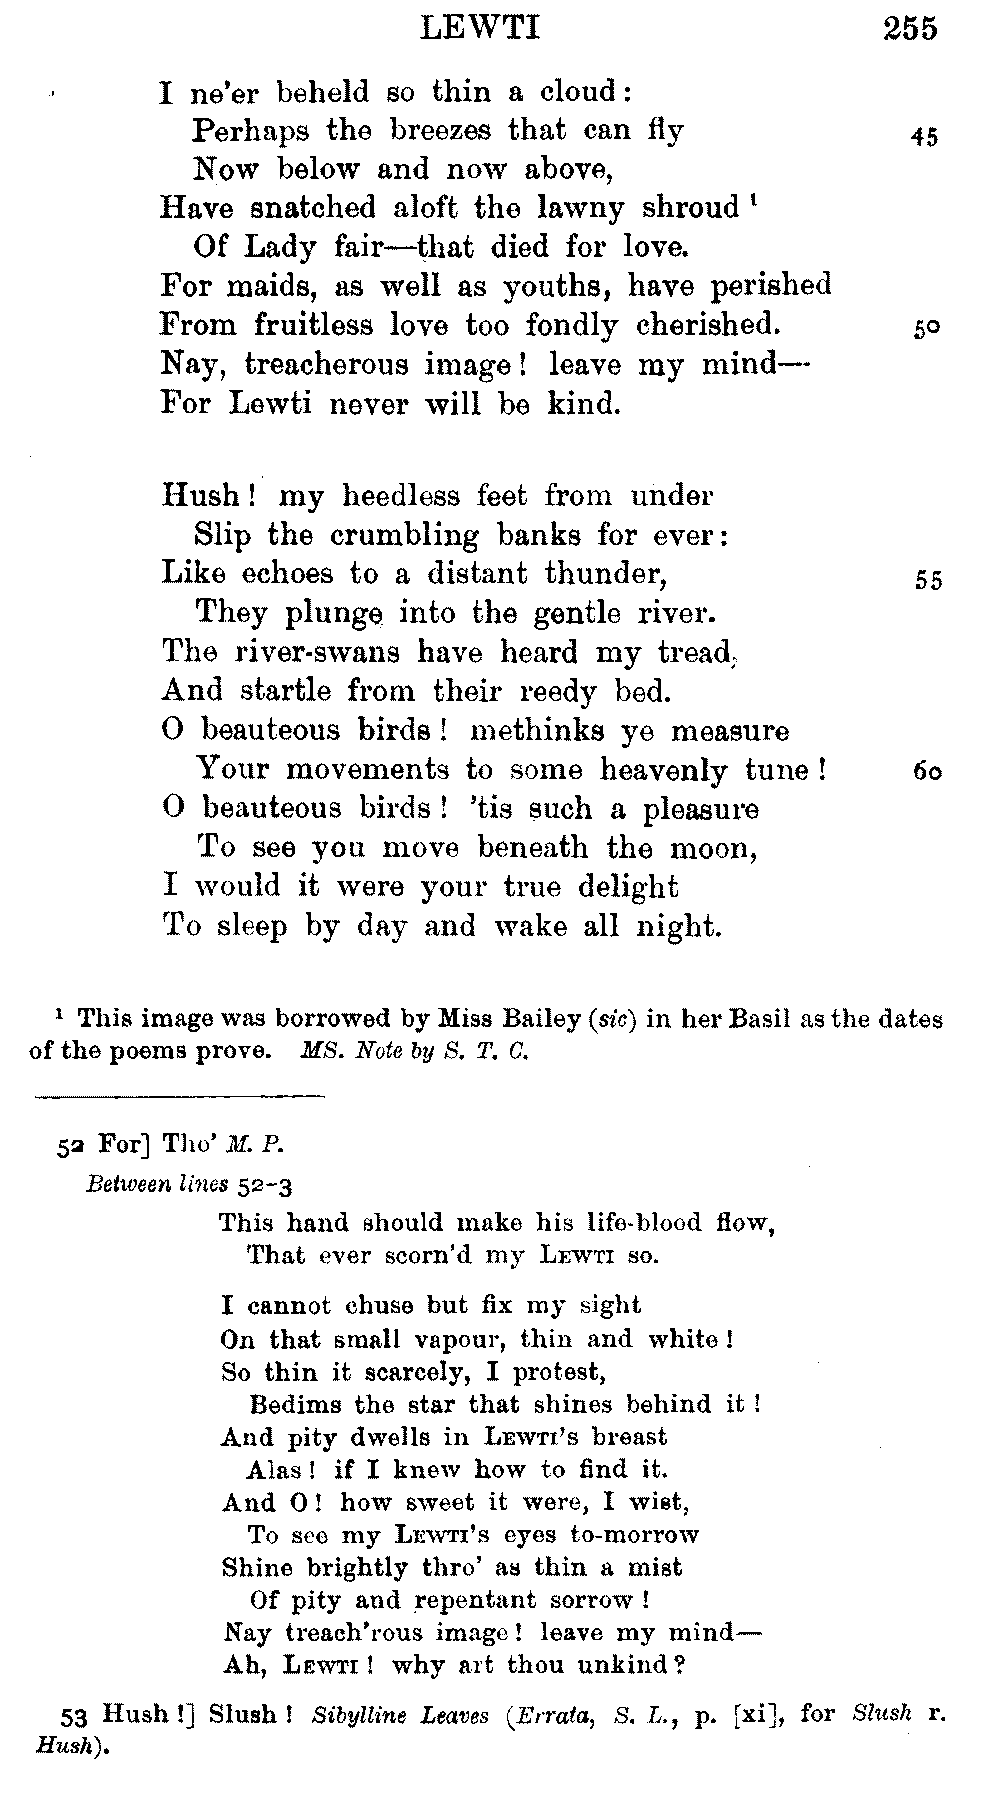 LEWTI 255
I ne'er beheld so thin a cloud:
Perhaps the breezes that can fly 45
Now below and now above,
Have snatched aloft the lawny shroud ¹
Of Lady fair—that died for love.
For maids, as well as youths, have perished
From fruitless love too fondly cherished. 50
Nay, treacherous image! leave my mind—
For Lewti never will be kind.
Hush! my heedless feet from under
Slip the crumbling banks for ever:
Like echoes to a distant thunder, 55
They plunge into the gentle river.
The river-swans have heard my tread,
And startle from their reedy bed.
O beauteous birds! methinks ye measure
Your movements to some heavenly tune! 60
O beauteous birds! 'tis such a pleasure
To see you move beneath the moon,
I would it were your true delight
To sleep by day and wake all night.
¹ This image was borrowed by Miss Bailey (sic) in her Basil as the dates
of the poems prove. MS. Note by S. T. C.
52 For] Tho' M. P.
Between lines 52-3
This hand should make his life-blood flow,
That ever scorn'd my LEWTI so.
I cannot chuse but fix my sight
On that small vapour, thin and white!
So thin it scarcely, I protest,
Bedims the star that shines behind it!
And pity dwells in LEWTI's breast
Alas! if I knew how to find it.
And O! how sweet it were, I wist,
To see my LEWTI's eyes to-morrow
Shine brightly thro' as thin a mist
Of pity and repentant sorrow!
Nay treach'rous image! leave my mind—
Ah, LEWTI! why art thou unkind?
53 Hush!] Slush! Sibylline Leaves (Errata, S. L., p. [xi], for Slush r.
Hush).